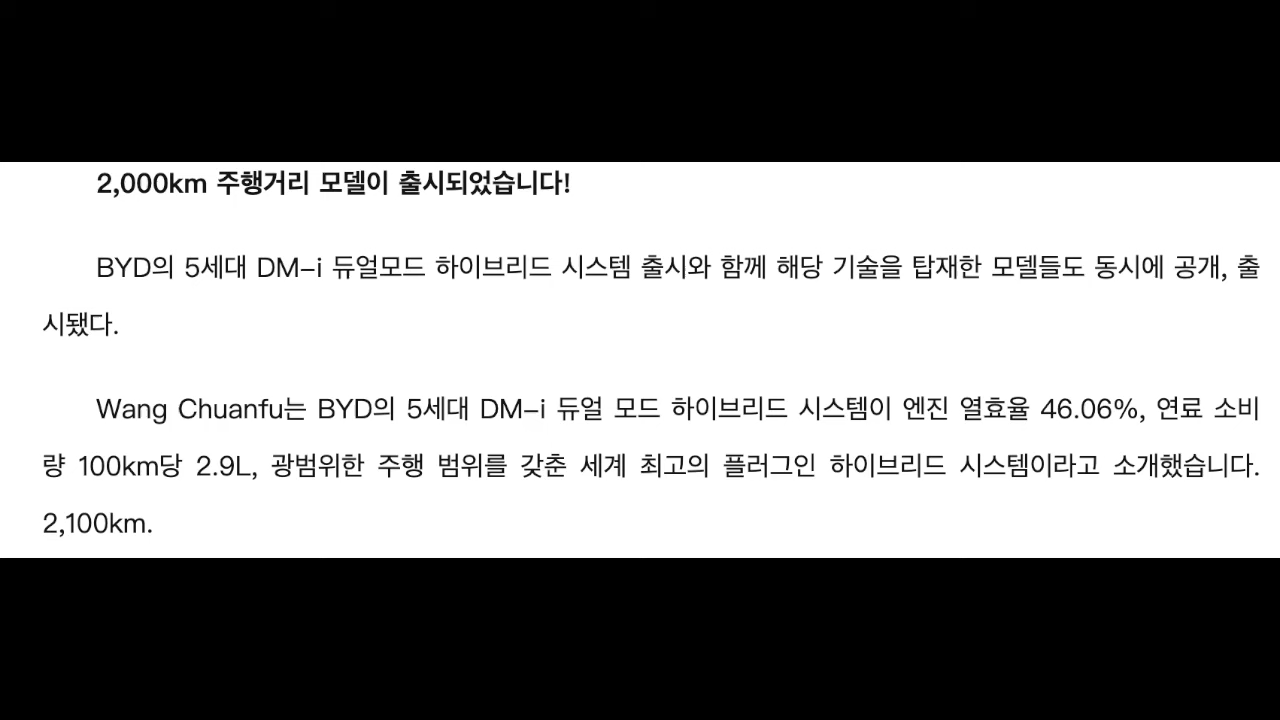 2,000km 주행거리 모델이 출시되었습니다!
BYD의 5세대 DM-i 듀얼모드 하이브리드 시스템 출시와 함께 해당 기술을 탑재한 모델들도 동시에 공개, 출
시됐다.
Wang Chuanfu는 BYD의 5세대 DM-i 듀얼 모드 하이브리드 시스템이 엔진 열효율 46.06%, 연료 소비
량 100km당 2.9L, 광범위한 주행 범위를 갖춘 세계 최고의 플러그인 하이브리드 시스템이라고 소개했습니다.
2,100km.